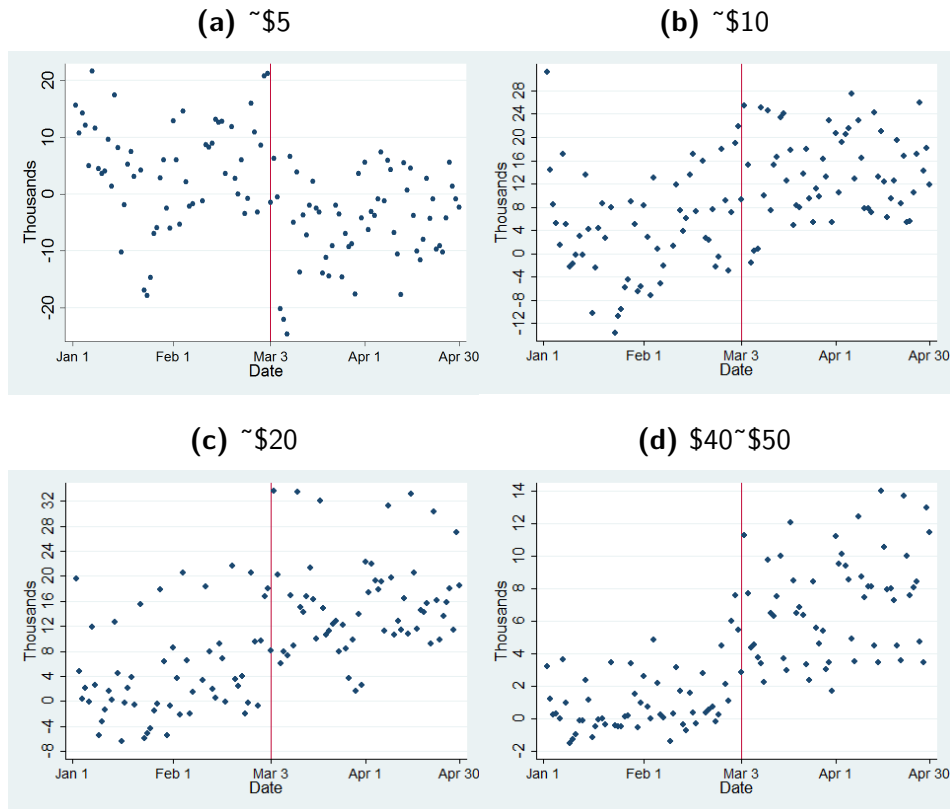 (a) ~$5
(b) ~$10
Thousands
20
10
0
-10
-20
Jan 1 Feb 1 Mar 3 Apr 1 Apr 30
Date
Thousands
28
24
20
16
12
8
4
0
-4
-8
-12
Jan 1 Feb 1 Mar 3 Apr 1 Apr 30
Date
(c) ~$20
(d) $40~$50
Thousands
32
28
24
20
16
12
8
4
0
-4
-8
Jan 1 Feb 1 Mar 3 Apr 1 Apr 30
Date
Thousands
14
12
10
8
6
4
2
0
-2
Jan 1 Feb 1 Mar 3 Apr 1 Apr 30
Date